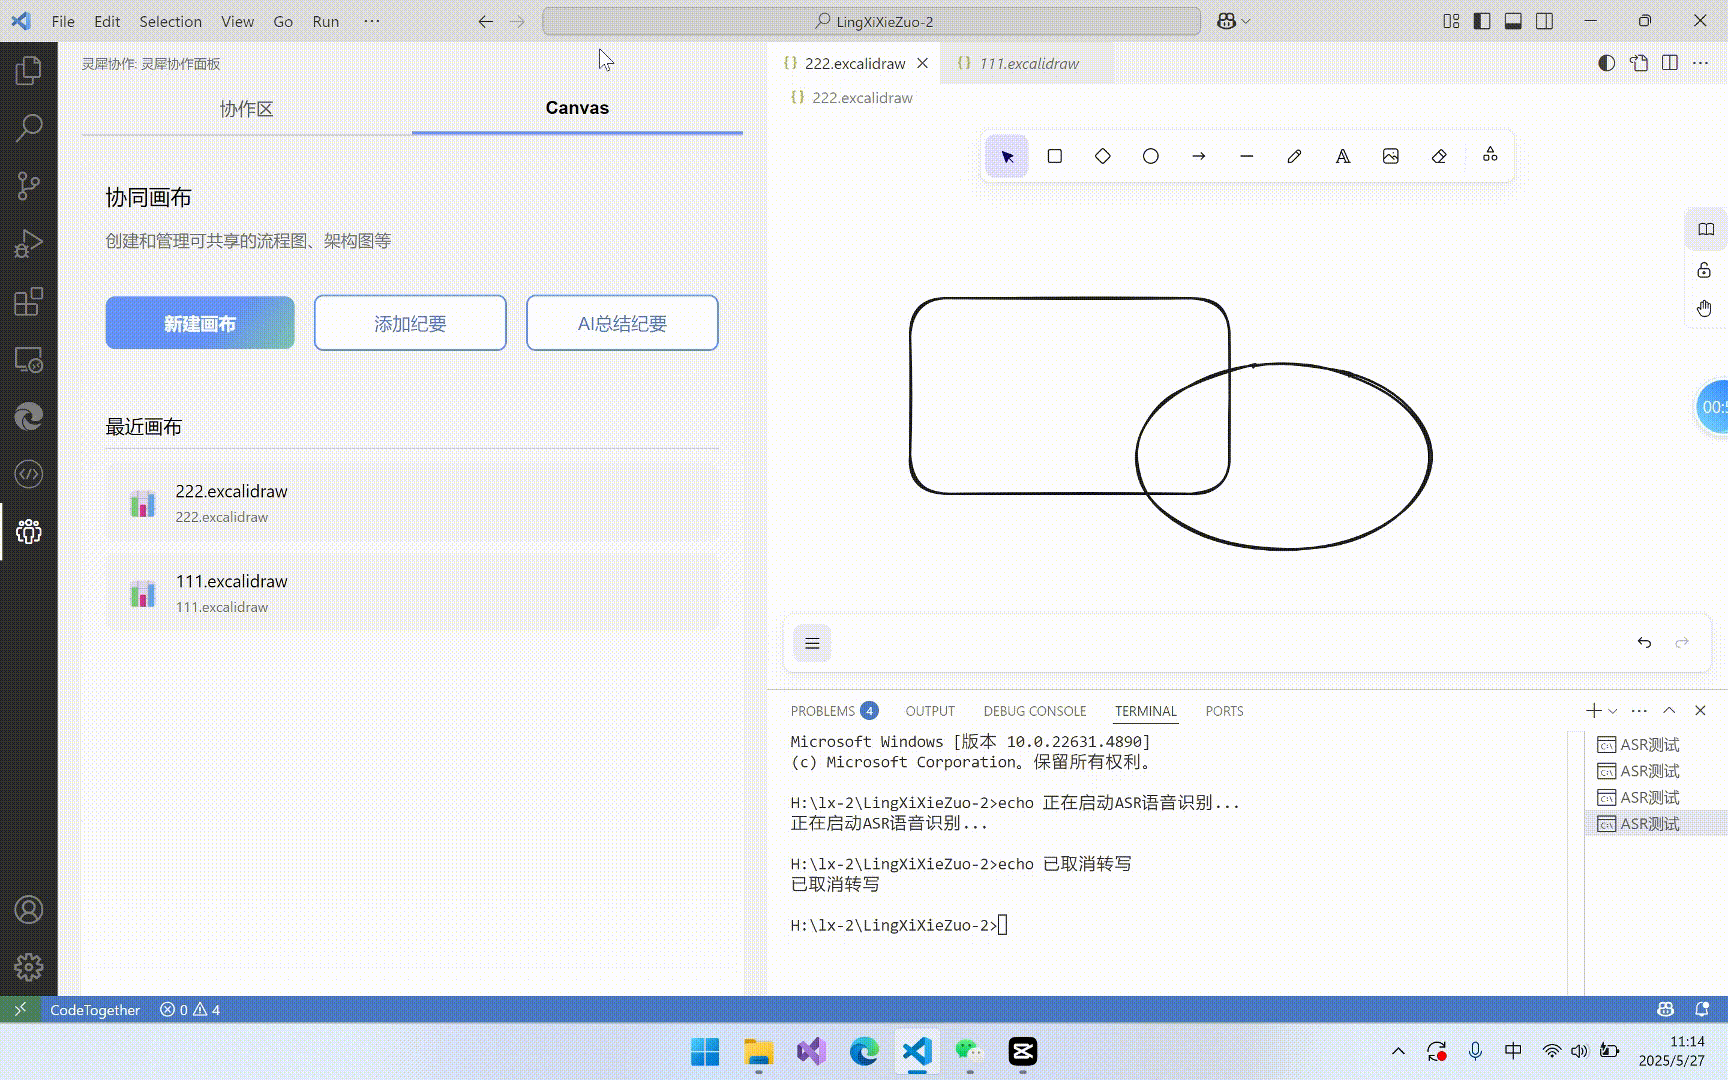 File Edit Selection View Go Run ···
LingXiXieZuo-2
灵犀协作: 灵犀协作面板
协作区
Canvas
协同画布
创建和管理可共享的流程图、架构图等
新建画布
添加纪要
AI总结纪要
最近画布
222.excalidraw
222.excalidraw
111.excalidraw
111.excalidraw
222.excalidraw
111.excalidraw
222.excalidraw
PROBLEMS 4 OUTPUT DEBUG CONSOLE TERMINAL PORTS
Microsoft Windows [版本 10.0.22631.4890]
(c) Microsoft Corporation。保留所有权利。
H:\lx-2\LingXiXieZuo-2>echo 正在启动ASR语音识别...
正在启动ASR语音识别...
H:\lx-2\LingXiXieZuo-2>echo 已取消转写
已取消转写
H:\lx-2\LingXiXieZuo-2>
ASR测试
ASR测试
ASR测试
ASR测试
CodeTogether 0 4
中
11:14
2025/5/27